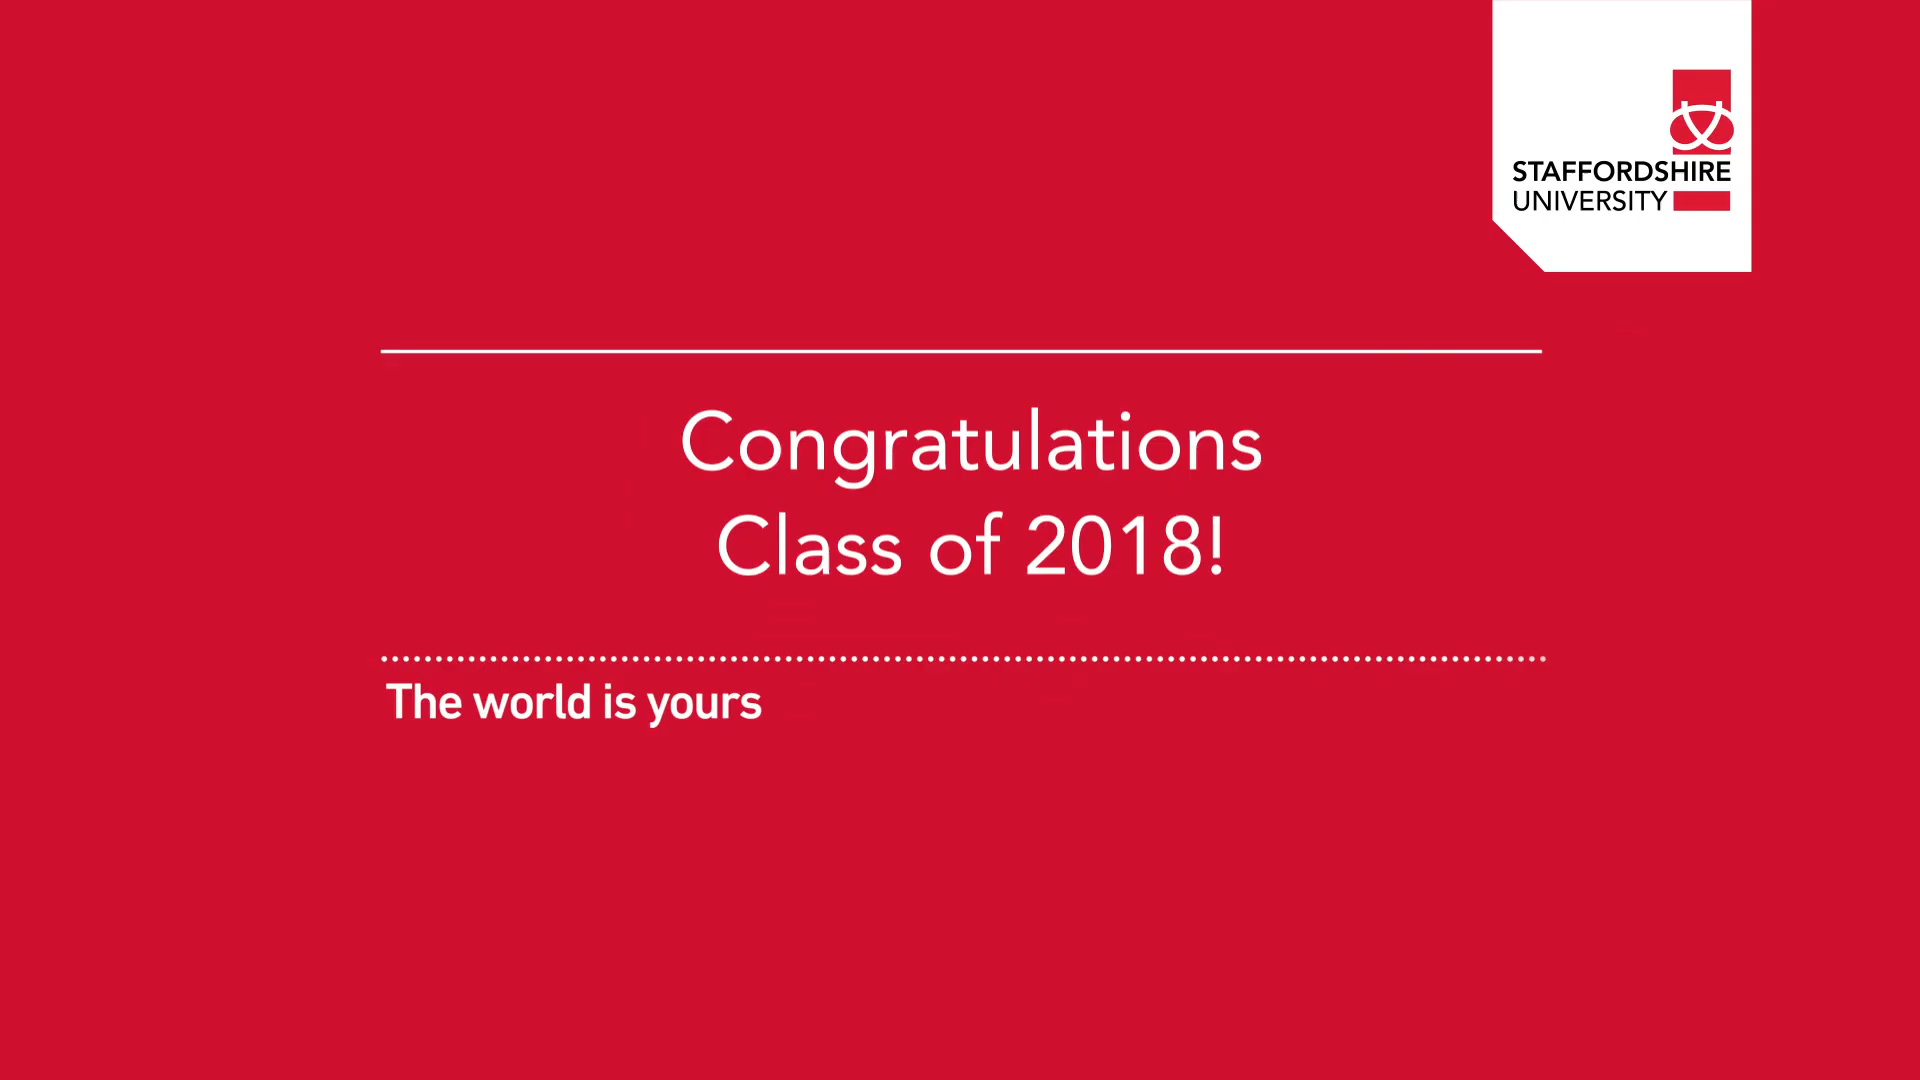 STAFFORDSHIRE
UNIVERSITY
Congratulations
Class of 2018!
The world is yours